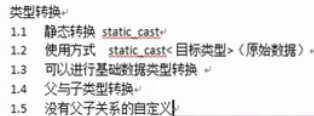 类型转换
1.1 静态转换 static_cast
1.2 使用方式 static_cast<目标类型>(原始数据)
1.3 可以进行基础数据类型转换
1.4 父与子类型转换
1.5 没有父子关系的自定义